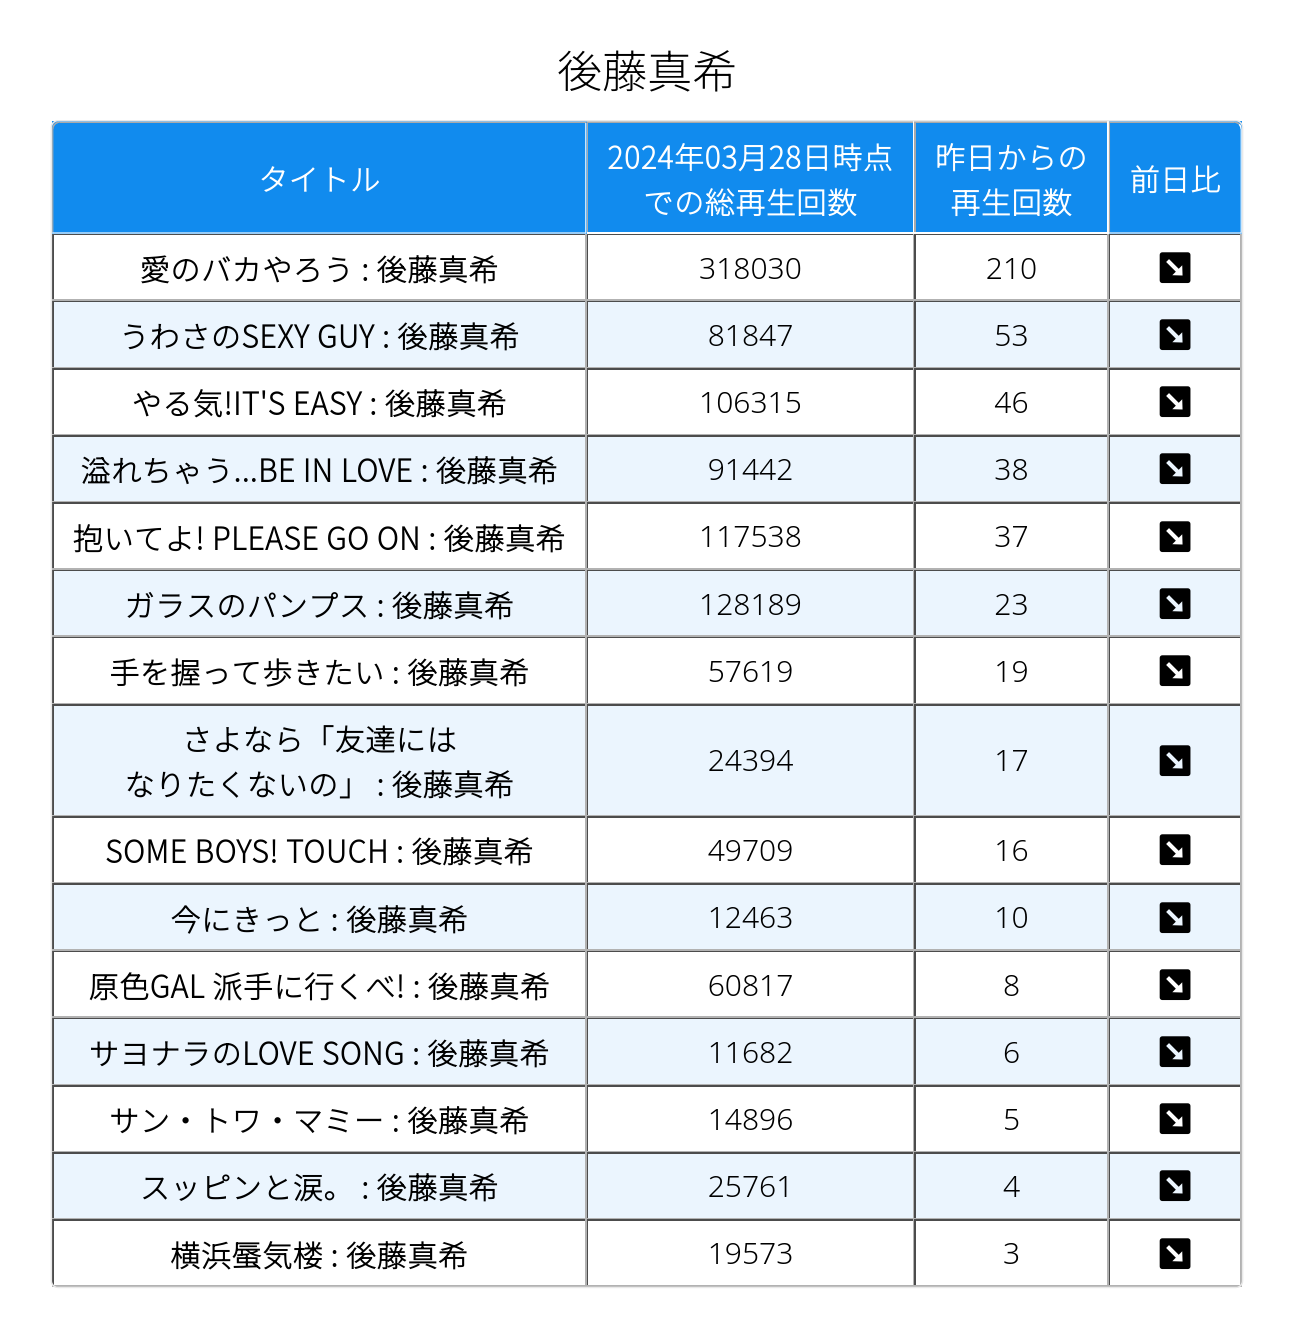 後藤真希
タイトル
2024年03月28日時点
での総再生回数
昨日からの
再生回数
前日比
愛のバカやろう : 後藤真希 318030 210
うわさのSEXY GUY : 後藤真希 81847 53
やる気!IT'S EASY : 後藤真希 106315 46
溢れちゃう...BE IN LOVE : 後藤真希 91442 38
抱いてよ! PLEASE GO ON : 後藤真希 117538 37
ガラスのパンプス : 後藤真希 128189 23
手を握って歩きたい : 後藤真希 57619 19
さよなら「友達には
なりたくないの」 : 後藤真希 24394 17
SOME BOYS! TOUCH : 後藤真希 49709 16
今にきっと : 後藤真希 12463 10
原色GAL 派手に行くべ! : 後藤真希 60817 8
サヨナラのLOVE SONG : 後藤真希 11682 6
サン・トワ・マミー : 後藤真希 14896 5
スッピンと涙。 : 後藤真希 25761 4
横浜蜃気楼 : 後藤真希 19573 3